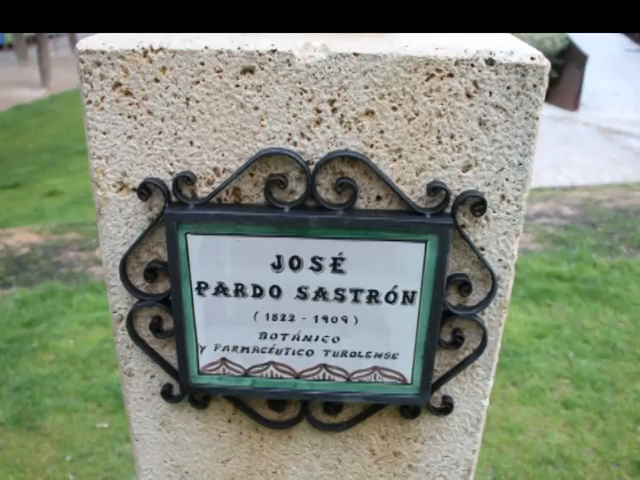 JOSÉ
PARDO SASTRÓN
( 1822 - 1909 )
BOTÁNICO
Y FARMACÉUTICO TUROLENSE